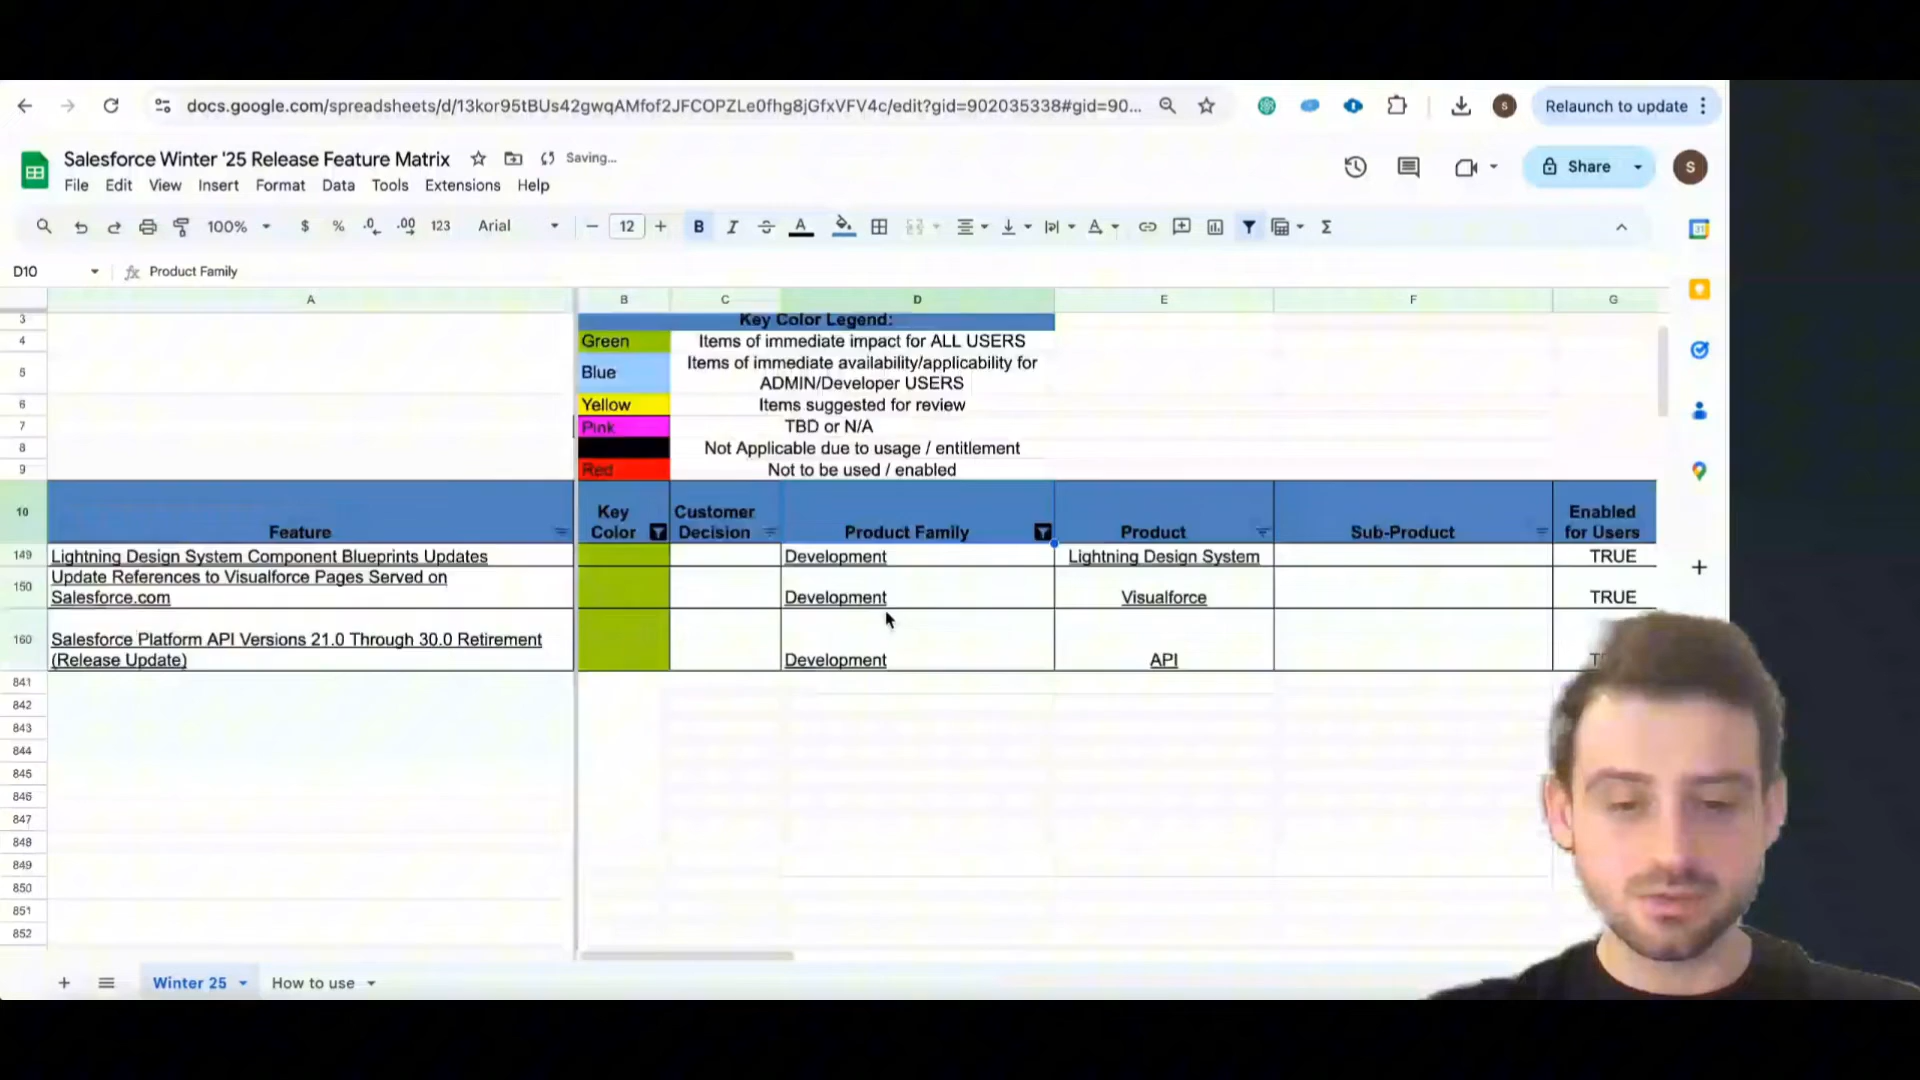 docs.google.com/spreadsheets/d/13kor95tBUs42gwqAMfof2JFCOPZLe0fhg8jGfxVFV4c/edit?gid=902035338#gid=90...
Relaunch to update
Salesforce Winter '25 Release Feature Matrix
Saving...
File Edit View Insert Format Data Tools Extensions Help
Share
S
100% $ % .0 .00 123 Arial 12 B I A
D10 fx Product Family
A B C D E F G
3 Key Color Legend:
4 Green Items of immediate impact for ALL USERS
5 Blue Items of immediate availability/applicability for
ADMIN/Developer USERS
6 Yellow Items suggested for review
7 Pink TBD or N/A
8 Not Applicable due to usage / entitlement
9 Red Not to be used / enabled
10 Feature
Key
Color
Customer
Decision
Product Family
Product
Sub-Product
Enabled
for Users
149 Lightning Design System Component Blueprints Updates Development Lightning Design System TRUE
150 Update References to Visualforce Pages Served on
Salesforce.com Development Visualforce TRUE
160 Salesforce Platform API Versions 21.0 Through 30.0 Retirement
(Release Update) Development API
841
842
843
844
845
846
847
848
849
850
851
852
Winter 25 How to use